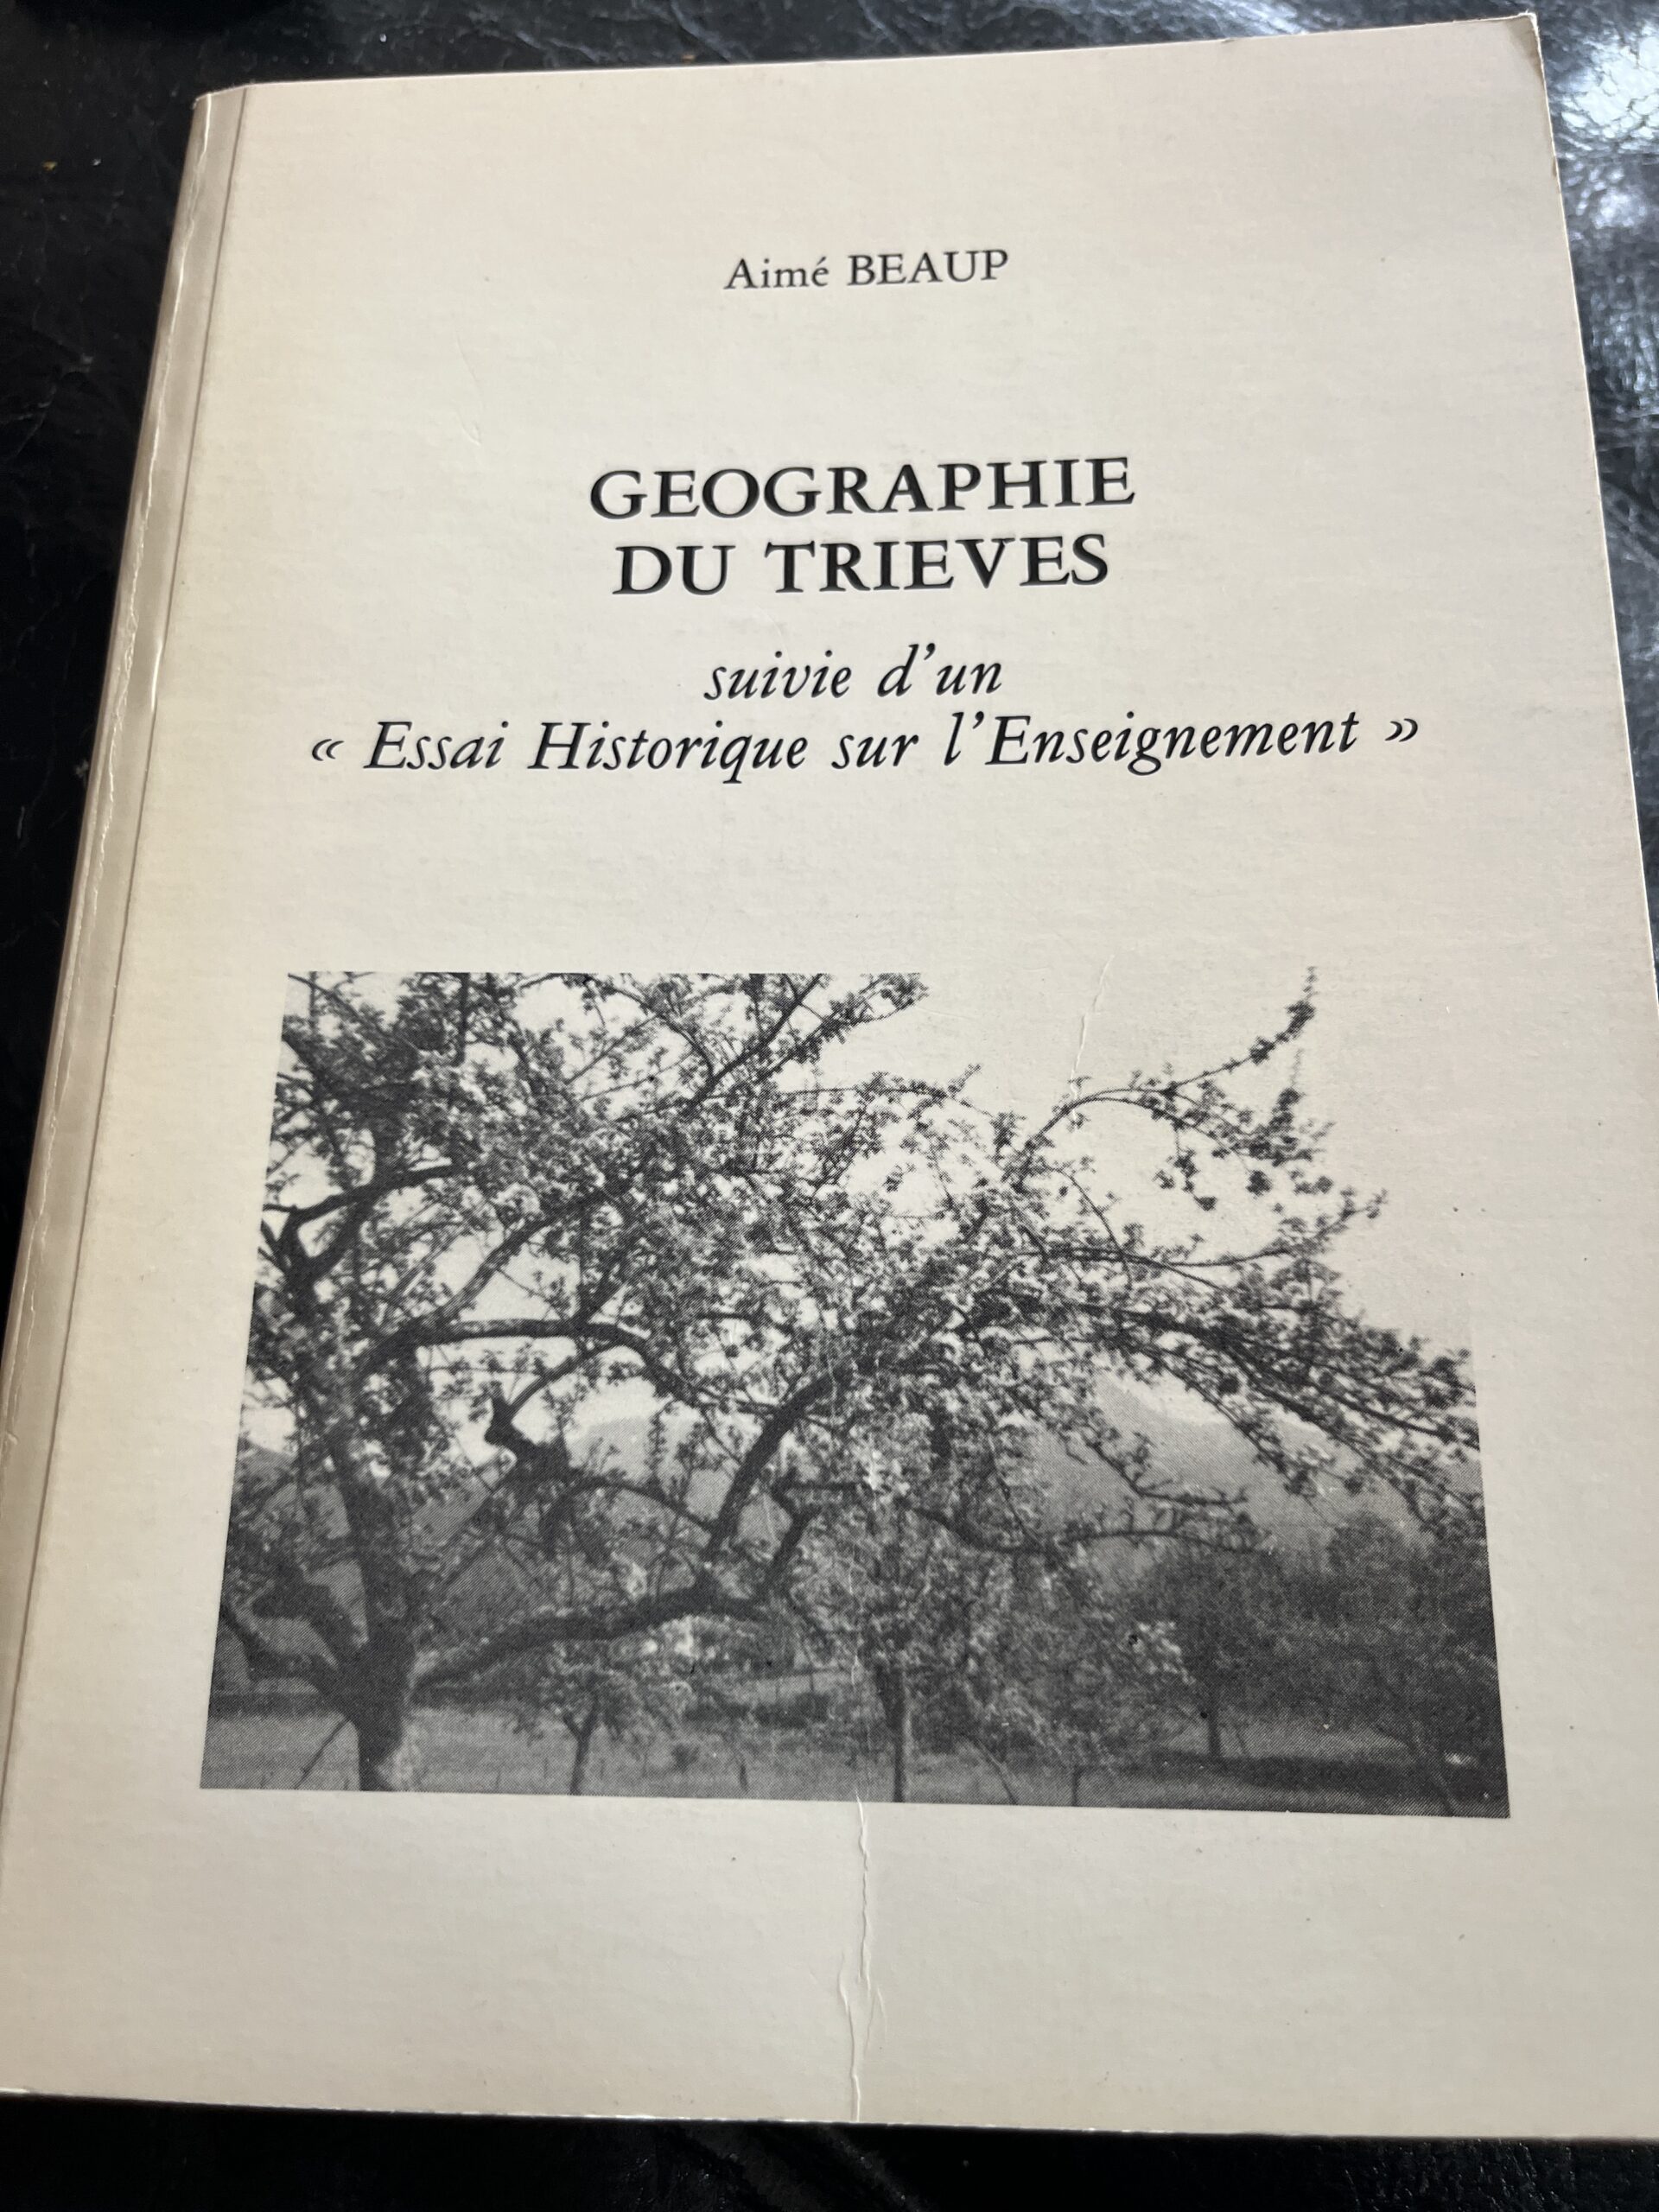 Aimé BEAUP
GEOGRAPHIE
DU TRIEVES
suivie d'un
« Essai Historique sur l'Enseignement »